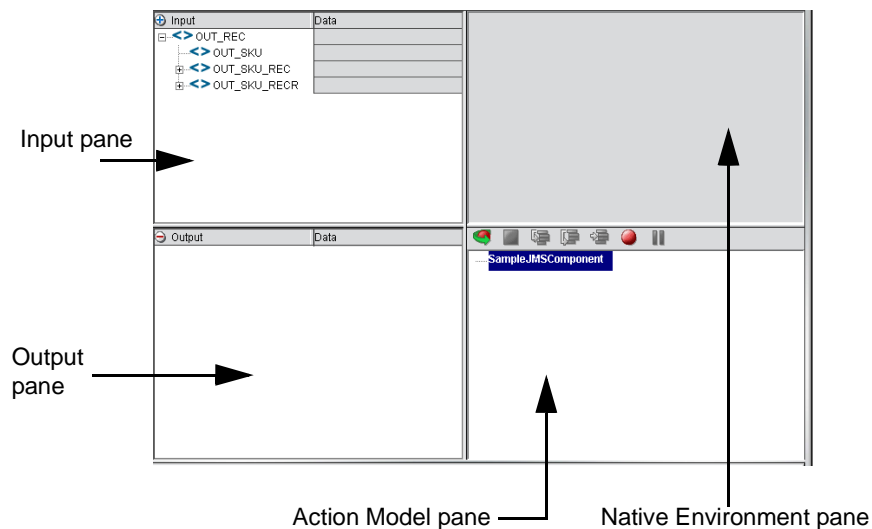 Input Data
OUT_REC
OUT_SKU
OUT_SKU_REC
OUT_SKU_RECR
Input pane
Output Data
SampleJMSComponent
Output
pane
Action Model pane
Native Environment pane